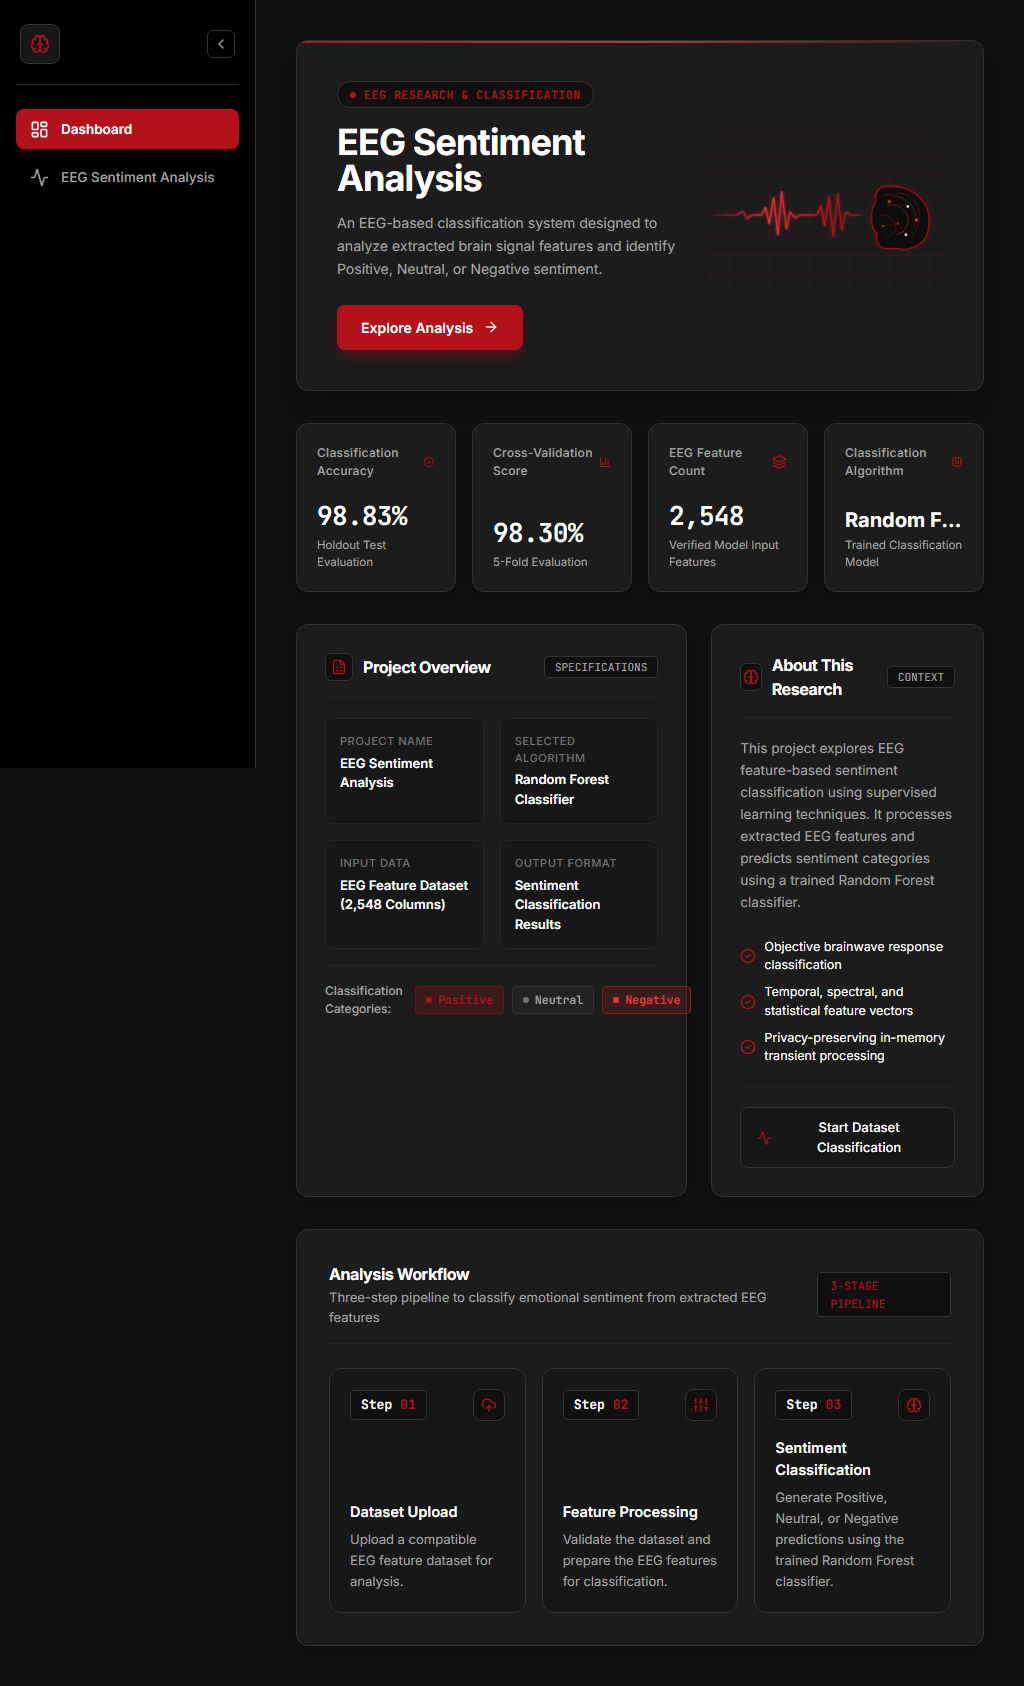 Dashboard
EEG Sentiment Analysis
EEG RESEARCH & CLASSIFICATION
EEG Sentiment
Analysis
An EEG-based classification system designed to
analyze extracted brain signal features and identify
Positive, Neutral, or Negative sentiment.
Explore Analysis
Classification
Accuracy
98.83%
Holdout Test
Evaluation
Cross-Validation
Score
98.30%
5-Fold Evaluation
EEG Feature
Count
2,548
Verified Model Input
Features
Classification
Algorithm
Random F...
Trained Classification
Model
Project Overview
SPECIFICATIONS
PROJECT NAME
EEG Sentiment
Analysis
SELECTED
ALGORITHM
Random Forest
Classifier
INPUT DATA
EEG Feature Dataset
(2,548 Columns)
OUTPUT FORMAT
Sentiment
Classification
Results
Classification
Categories:
Positive
Neutral
Negative
About This
Research
CONTEXT
This project explores EEG
feature-based sentiment
classification using supervised
learning techniques. It processes
extracted EEG features and
predicts sentiment categories
using a trained Random Forest
classifier.
Objective brainwave response
classification
Temporal, spectral, and
statistical feature vectors
Privacy-preserving in-memory
transient processing
Start Dataset
Classification
Analysis Workflow
Three-step pipeline to classify emotional sentiment from extracted EEG
features
3-STAGE
PIPELINE
Step 01
Dataset Upload
Upload a compatible
EEG feature dataset for
analysis.
Step 02
Feature Processing
Validate the dataset and
prepare the EEG features
for classification.
Step 03
Sentiment
Classification
Generate Positive,
Neutral, or Negative
predictions using the
trained Random Forest
classifier.